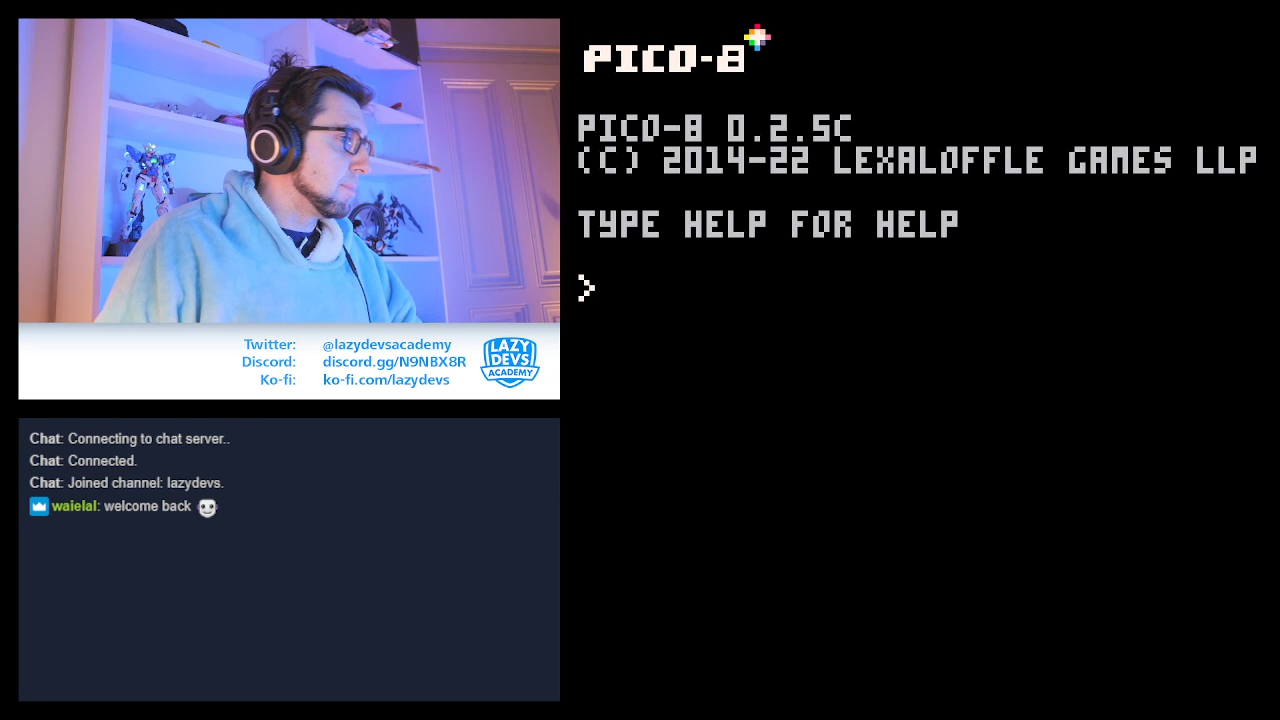 PICO-8
PICO-8 0.2.5C
(C) 2014-22 LEXALOFFLE GAMES LLP
TYPE HELP FOR HELP
>
Twitter: @lazydevsacademy
Discord: discord.gg/N9NBX8R
Ko-fi: ko-fi.com/lazydevs
LAZY
DEVS
ACADEMY
Chat: Connecting to chat server..
Chat: Connected.
Chat: Joined channel: lazydevs.
waielal: welcome back